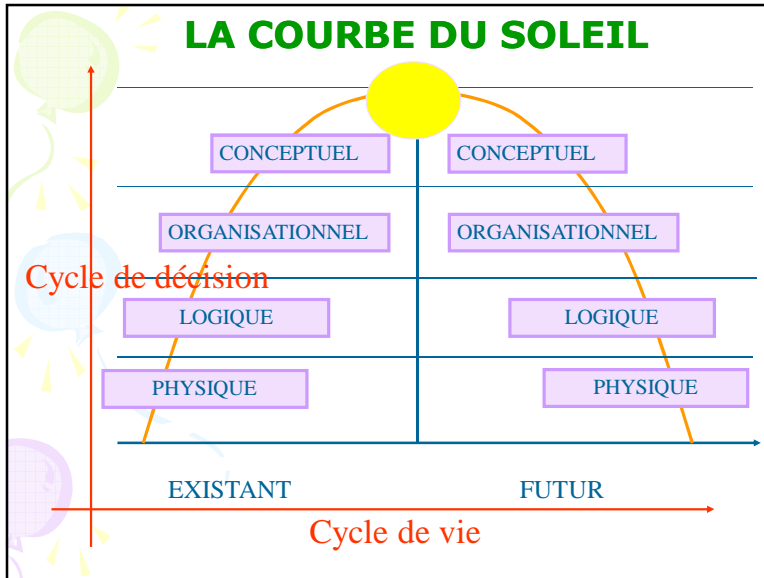 LA COURBE DU SOLEIL
CONCEPTUEL CONCEPTUEL
ORGANISATIONNEL ORGANISATIONNEL
Cycle de décision
LOGIQUE LOGIQUE
PHYSIQUE PHYSIQUE
EXISTANT FUTUR
Cycle de vie